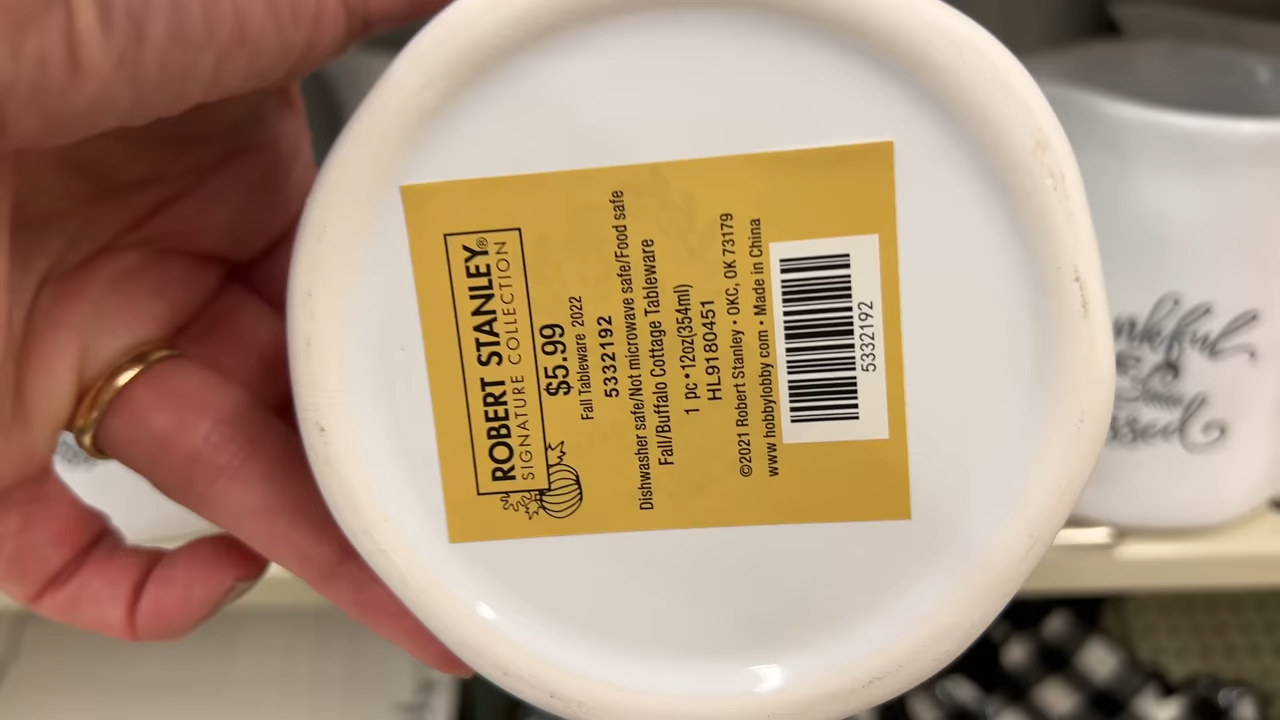 ROBERT STANLEY®
SIGNATURE COLLECTION
$5.99
Fall Tableware 2022
5332192
Dishwasher safe/Not microwave safe/Food safe
Fall/Buffalo Cottage Tableware
1 pc • 12oz(354ml)
HL9180451
©2021 Robert Stanley • OKC, OK 73179
www hobbylobby com • Made in China
5332192
nkful
ssed